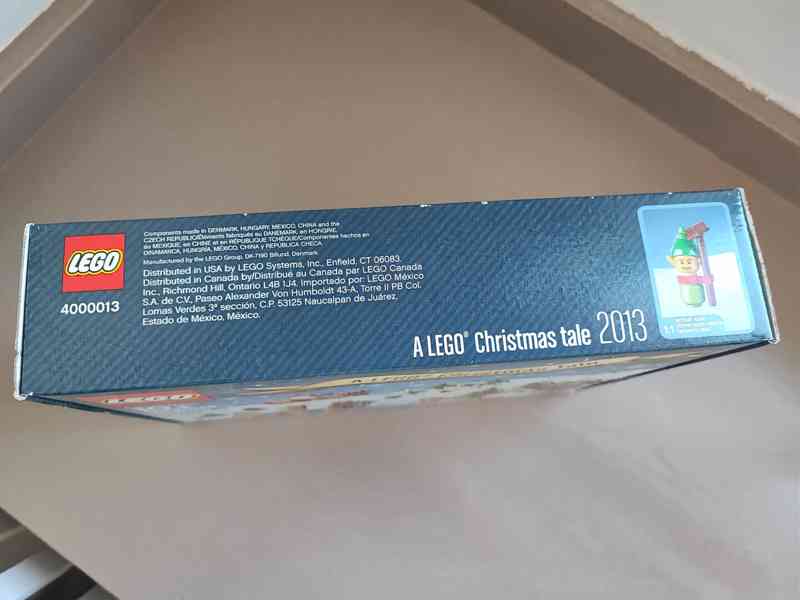 LEGO
4000013
Components made in DENMARK, HUNGARY, MEXICO, CHINA and the
CZECH REPUBLIC/Éléments fabriqués au DANEMARK, en HONGRIE,
au MEXIQUE, en CHINE et en RÉPUBLIQUE TCHÈQUE/Componentes hechos en
DINAMARCA, HUNGRÍA, MÉXICO, CHINA y REPÚBLICA CHECA.
Manufactured by the LEGO Group, DK-7190 Billund, Denmark.
Distributed in USA by LEGO Systems, Inc., Enfield, CT 06083.
Distributed in Canada by/Distribué au Canada par LEGO Canada
Inc., Richmond Hill, Ontario L4B 1J4. Importado por: LEGO México
S.A. de C.V., Paseo Alexander Von Humboldt 43-A, Torre II PB Col.
Lomas Verdes 3ª sección, C.P. 53125 Naucalpan de Juárez,
Estado de México, México.
A LEGO® Christmas tale 2013
1:1
LEGO
A LEGO Christmas Tale